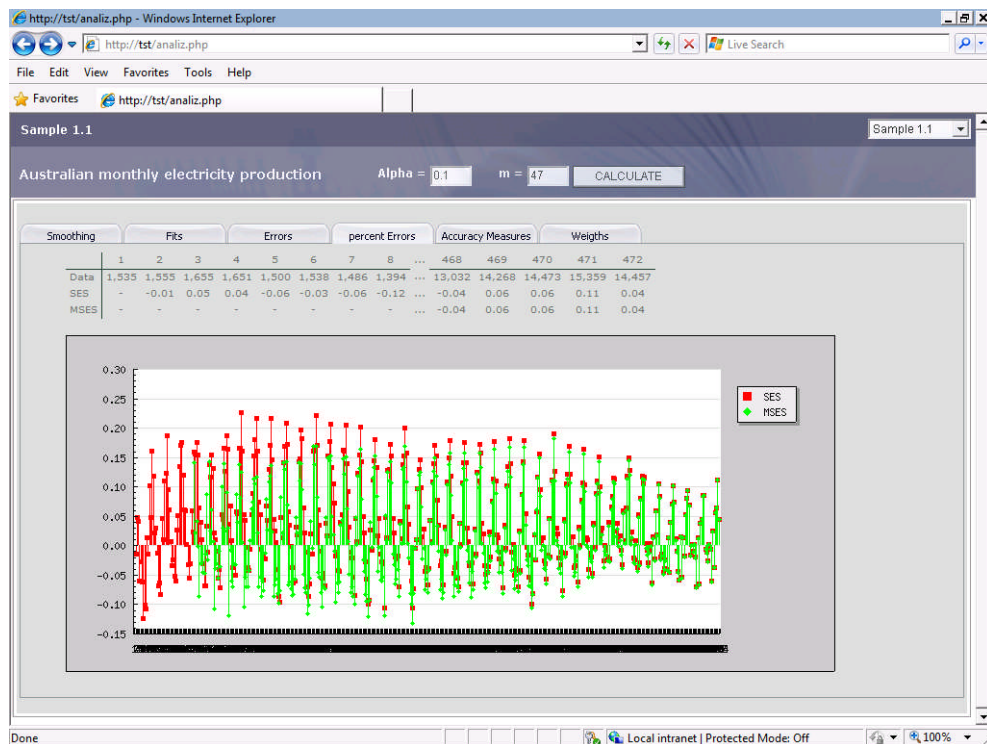 http://tst/analiz.php - Windows Internet Explorer
http://tst/analiz.php
Live Search
File Edit View Favorites Tools Help
Favorites http://tst/analiz.php
Sample 1.1 Sample 1.1
Australian monthly electricity production Alpha = 0.1 m = 47 CALCULATE
Smoothing Fits Errors percent Errors Accuracy Measures Weigths
1 2 3 4 5 6 7 8 ... 468 469 470 471 472
Data 1,535 1,555 1,655 1,651 1,500 1,538 1,486 1,394 ... 13,032 14,268 14,473 15,359 14,457
SES - -0.01 0.05 0.04 -0.06 -0.03 -0.06 -0.12 ... -0.04 0.06 0.06 0.11 0.04
MSES - - - - - - - - ... -0.04 0.06 0.06 0.11 0.04
0.30
0.25
0.20
0.15
0.10
0.05
0.00
-0.05
-0.10
-0.15
SES
MSES
Done Local intranet | Protected Mode: Off 100%